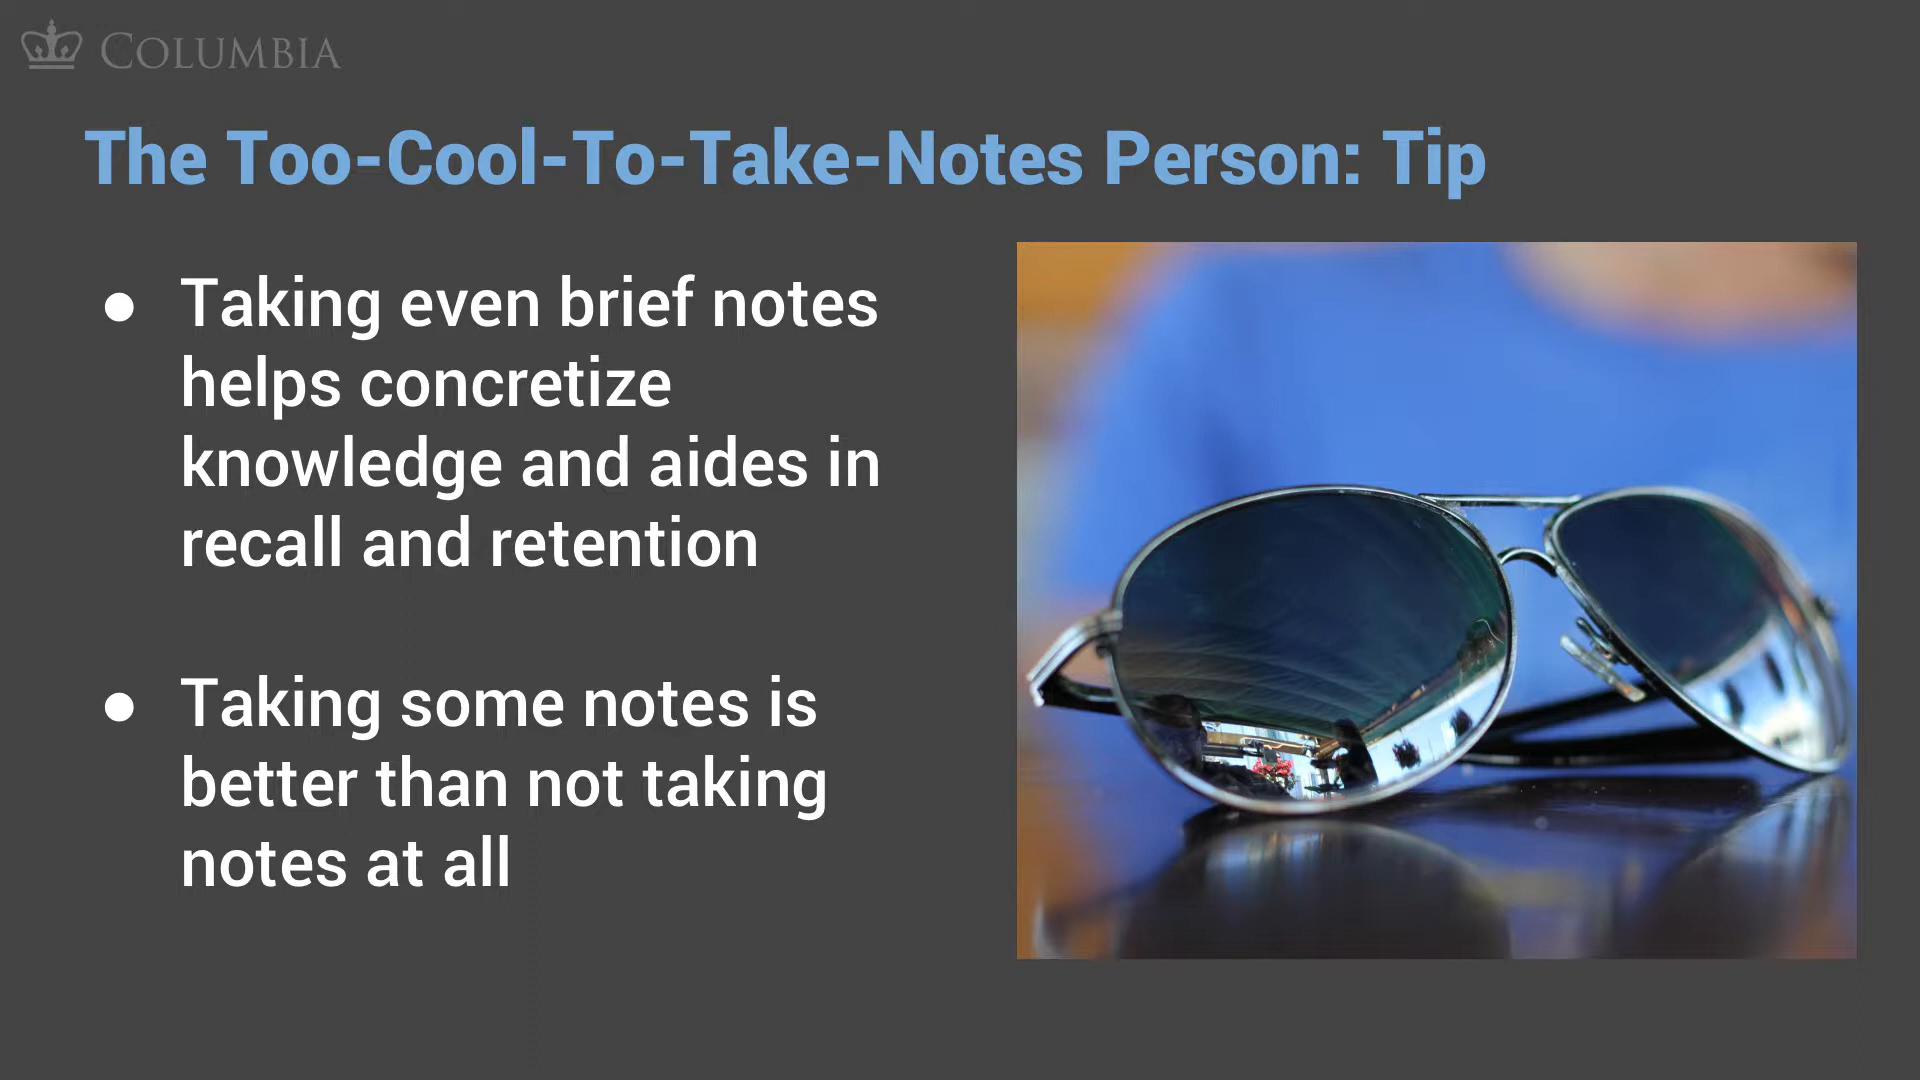 COLUMBIA
The Too-Cool-To-Take-Notes Person: Tip
● Taking even brief notes
helps concretize
knowledge and aides in
recall and retention
● Taking some notes is
better than not taking
notes at all